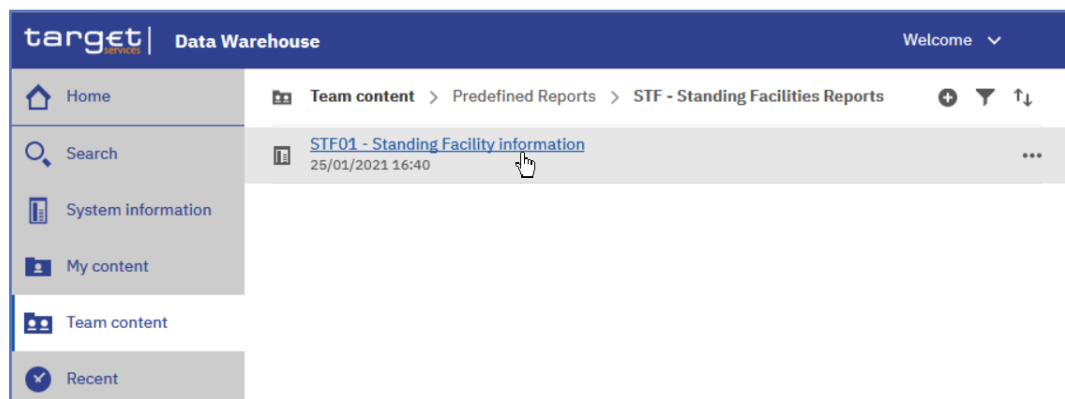 target services Data Warehouse Welcome
Home
Team content > Predefined Reports > STF - Standing Facilities Reports
Search
STF01 - Standing Facility information
25/01/2021 16:40
System information
My content
Team content
Recent